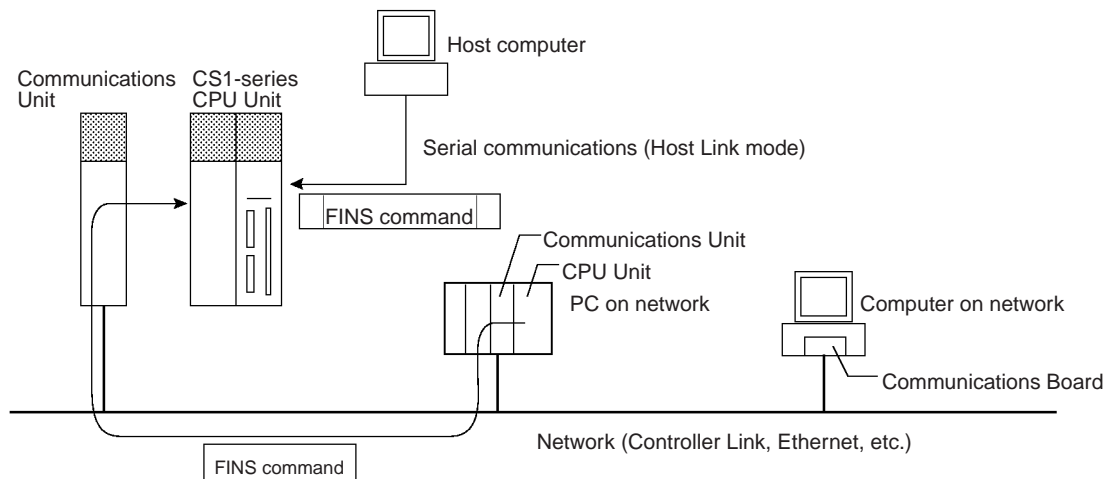 Host computer
Communications
Unit
CS1-series
CPU Unit
Serial communications (Host Link mode)
FINS command
Communications Unit
CPU Unit
PC on network
Computer on network
Communications Board
Network (Controller Link, Ethernet, etc.)
FINS command